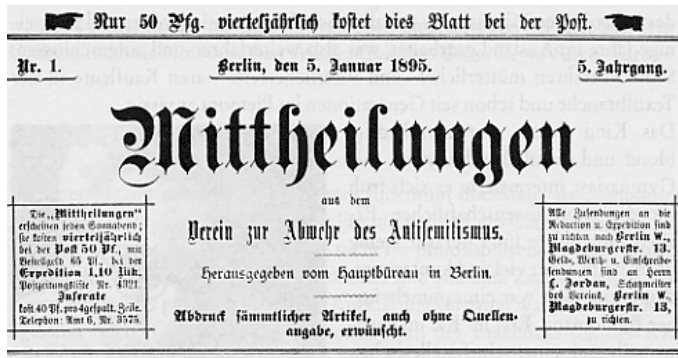 Nur 50 Pfg. vierteljährlich kostet dies Blatt bei der Post.
Nr. 1.
Berlin, den 5. Januar 1895.
5. Jahrgang.
Mittheilungen
aus dem
Verein zur Abwehr des Antisemitismus.
Herausgegeben vom Hauptbüreau in Berlin.
Abdruck sämmtlicher Artikel, auch ohne Quellen-
angabe, erwünscht.
Die „Mittheilungen"
erscheinen jeden Sonnabend;
sie kosten vierteljährlich
bei der Post 50 Pf., mit
Bestellgeld 65 Pf., bei der
Expedition 1,10 Mk.
Postzeitungsliste Nr. 4321.
Inserate
kost. 40 Pf. pro 4gespalt. Zeile.
Telephon: Amt 6, Nr. 3575.
Alle Zusendungen an die
Redaction u. Expedition sind
zu richten nach Berlin W.,
Magdeburgerstr. 13,
Geld-, Werth- u. Einschreibe-
sendungen sind an Herrn
L. Jordan, Schatzmeister
des Vereins, Berlin W.,
Magdeburgerstr. 13,
zu richten.